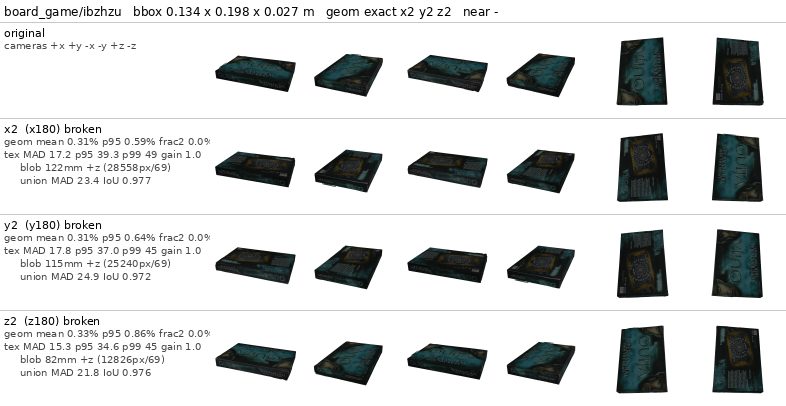 board_game/ibzhzu bbox 0.134 x 0.198 x 0.027 m geom exact x2 y2 z2 near -
original
cameras +x +y -x -y +z -z
x2 (x180) broken
geom mean 0.31% p95 0.59% frac2 0.0%
tex MAD 17.2 p95 39.3 p99 49 gain 1.0
blob 122mm +z (28558px/69)
union MAD 23.4 IoU 0.977
y2 (y180) broken
geom mean 0.31% p95 0.64% frac2 0.0%
tex MAD 17.8 p95 37.0 p99 45 gain 1.0
blob 115mm +z (25240px/69)
union MAD 24.9 IoU 0.972
z2 (z180) broken
geom mean 0.33% p95 0.86% frac2 0.0%
tex MAD 15.3 p95 34.6 p99 48 gain 1.0
blob 82mm +z (12826px/69)
union MAD 21.8 IoU 0.976